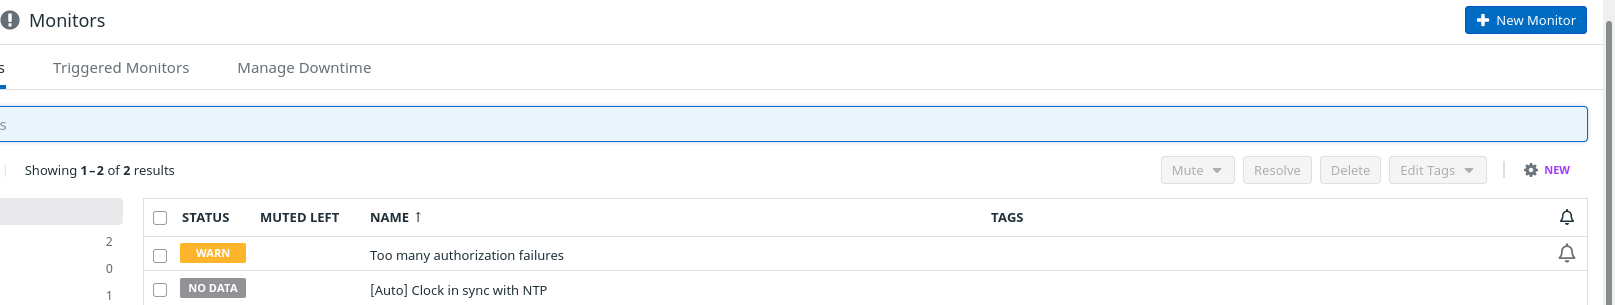 Monitors
New Monitor
s Triggered Monitors Manage Downtime
s
Showing 1–2 of 2 results Mute Resolve Delete Edit Tags NEW
STATUS MUTED LEFT NAME ↑ TAGS
2
WARN Too many authorization failures
0
NO DATA [Auto] Clock in sync with NTP
1